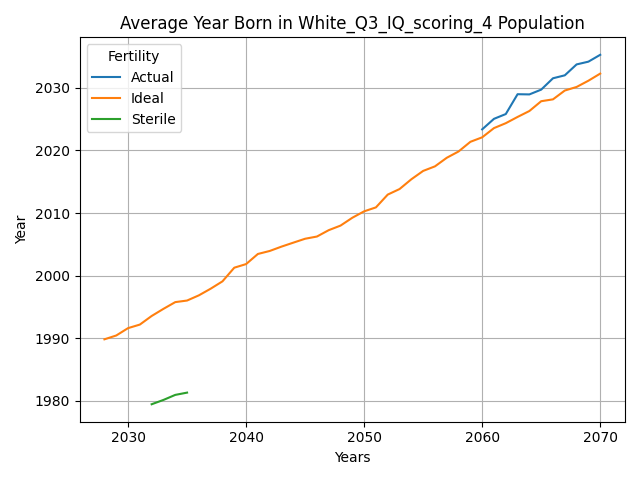 Average Year Born in White_Q3_IQ_scoring_4 Population
Fertility
Actual
Ideal
Sterile
Year
2030
2020
2010
2000
1990
1980
2030 2040 2050 2060 2070
Years